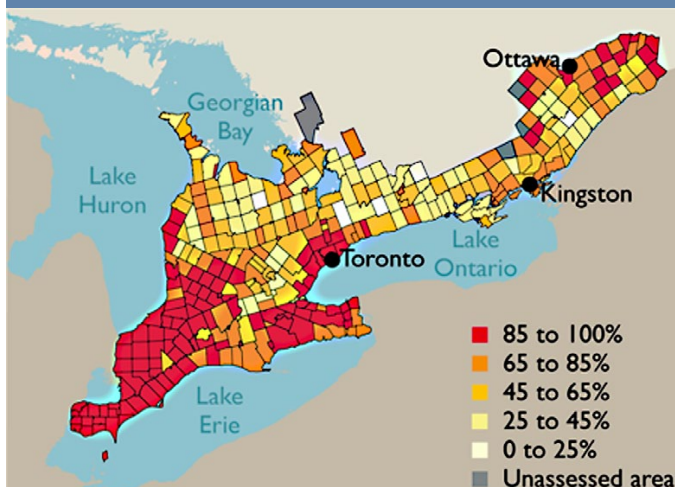 Ottawa
Georgian
Bay
Lake
Huron
Kingston
Lake
Ontario
Toronto
85 to 100%
65 to 85%
45 to 65%
25 to 45%
0 to 25%
Unassessed area
Lake
Erie